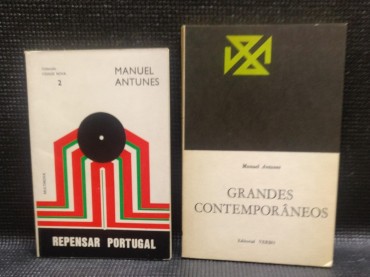 2
MANUEL
ANTUNES
REPENSAR PORTUGAL
Manuel Antunes
GRANDES
CONTEMPORÂNEOS
Editorial VERBO